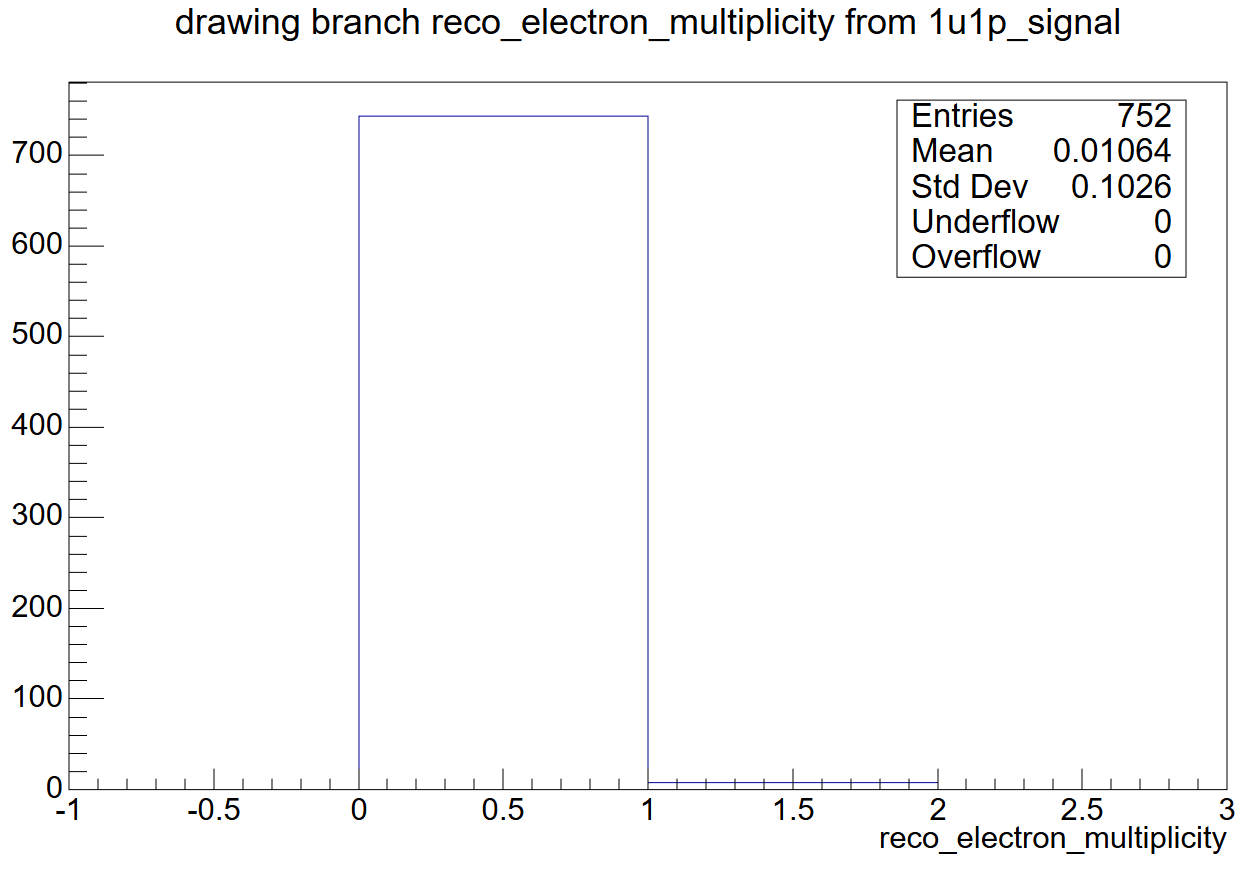 drawing branch reco_electron_multiplicity from 1u1p_signal
Entries 752
Mean 0.01064
Std Dev 0.1026
Underflow 0
Overflow 0
700
600
500
400
300
200
100
0
-1 -0.5 0 0.5 1 1.5 2 2.5 3
reco_electron_multiplicity